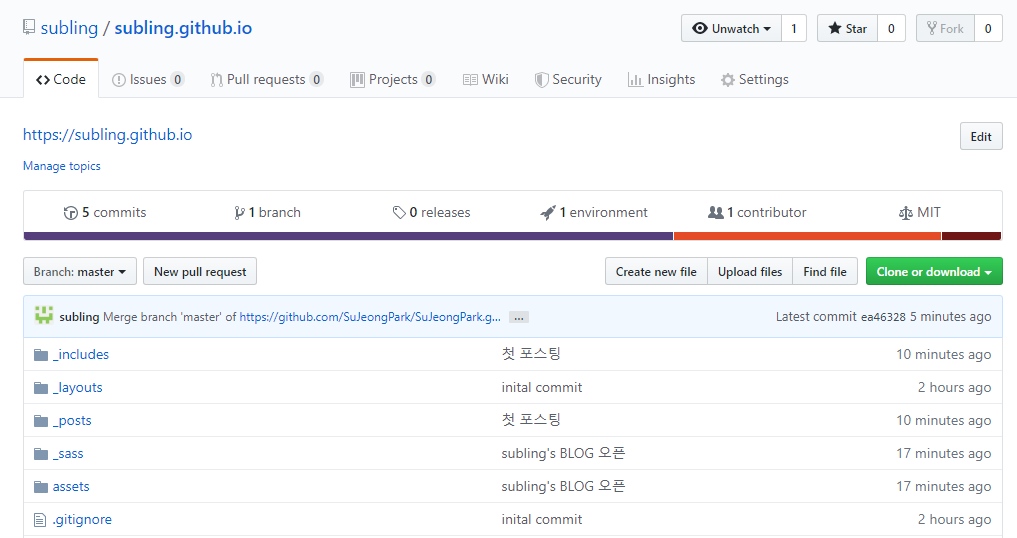 subling / subling.github.io Unwatch 1 Star 0 Fork 0
Code Issues 0 Pull requests 0 Projects 0 Wiki Security Insights Settings
https://subling.github.io Edit
Manage topics
5 commits 1 branch 0 releases 1 environment 1 contributor MIT
Branch: master New pull request Create new file Upload files Find file Clone or download
subling Merge branch 'master' of https://github.com/SuJeongPark/SuJeongPark.g... ... Latest commit ea46328 5 minutes ago
_includes 첫 포스팅 10 minutes ago
_layouts inital commit 2 hours ago
_posts 첫 포스팅 10 minutes ago
_sass subling's BLOG 오픈 17 minutes ago
assets subling's BLOG 오픈 17 minutes ago
.gitignore inital commit 2 hours ago